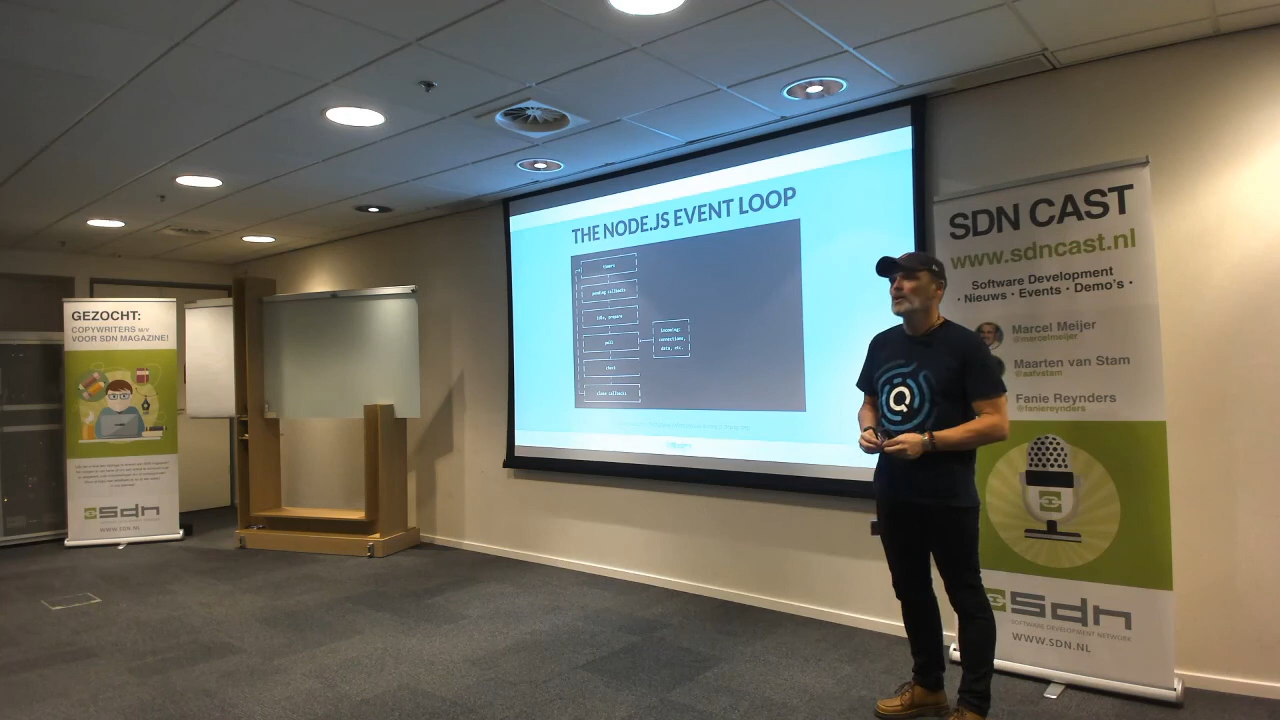 GEZOCHT:
COPYWRITERS M/V
VOOR SDN MAGAZINE!
sdn
WWW.SDN.NL
THE NODE.JS EVENT LOOP
timers
pending callbacks
idle, prepare
poll
check
close callbacks
incoming:
connections,
data, etc.
Q
SDN CAST
www.sdncast.nl
Software Development
· Nieuws · Events · Demo's ·
Marcel Meijer
@marcelmeijer
Maarten van Stam
@aafvstam
Fanie Reynders
@faniereynders
sdn
SOFTWARE DEVELOPMENT NETWORK
WWW.SDN.NL